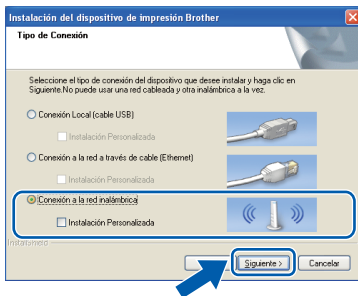 Instalación del dispositivo de impresión Brother
Tipo de Conexión
Seleccione el tipo de conexión del dispositivo que desee instalar y haga clic en
Siguiente.No puede usar una red cableada y otra inalámbrica a la vez.
Conexión Local (cable USB)
Instalación Personalizada
Conexión a la red a través de cable (Ethernet)
Instalación Personalizada
Conexión a la red inalámbrica
Instalación Personalizada
InstallShield
Siguiente >
Cancelar